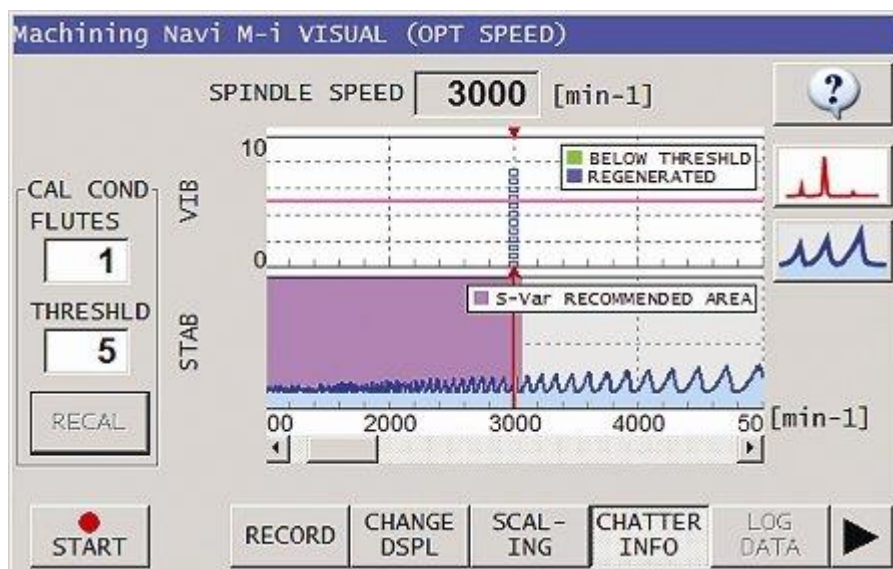 Machining Navi M-i VISUAL (OPT SPEED)
SPINDLE SPEED 3000 [min-1]
?
CAL COND
FLUTES
1
THRESHLD
5
RECAL
VIB
10
0
BELOW THRESHLD
REGENERATED
STAB
S-Var RECOMMENDED AREA
00 2000 3000 4000 50 [min-1]
START
RECORD
CHANGE
DSPL
SCAL-
ING
CHATTER
INFO
LOG
DATA